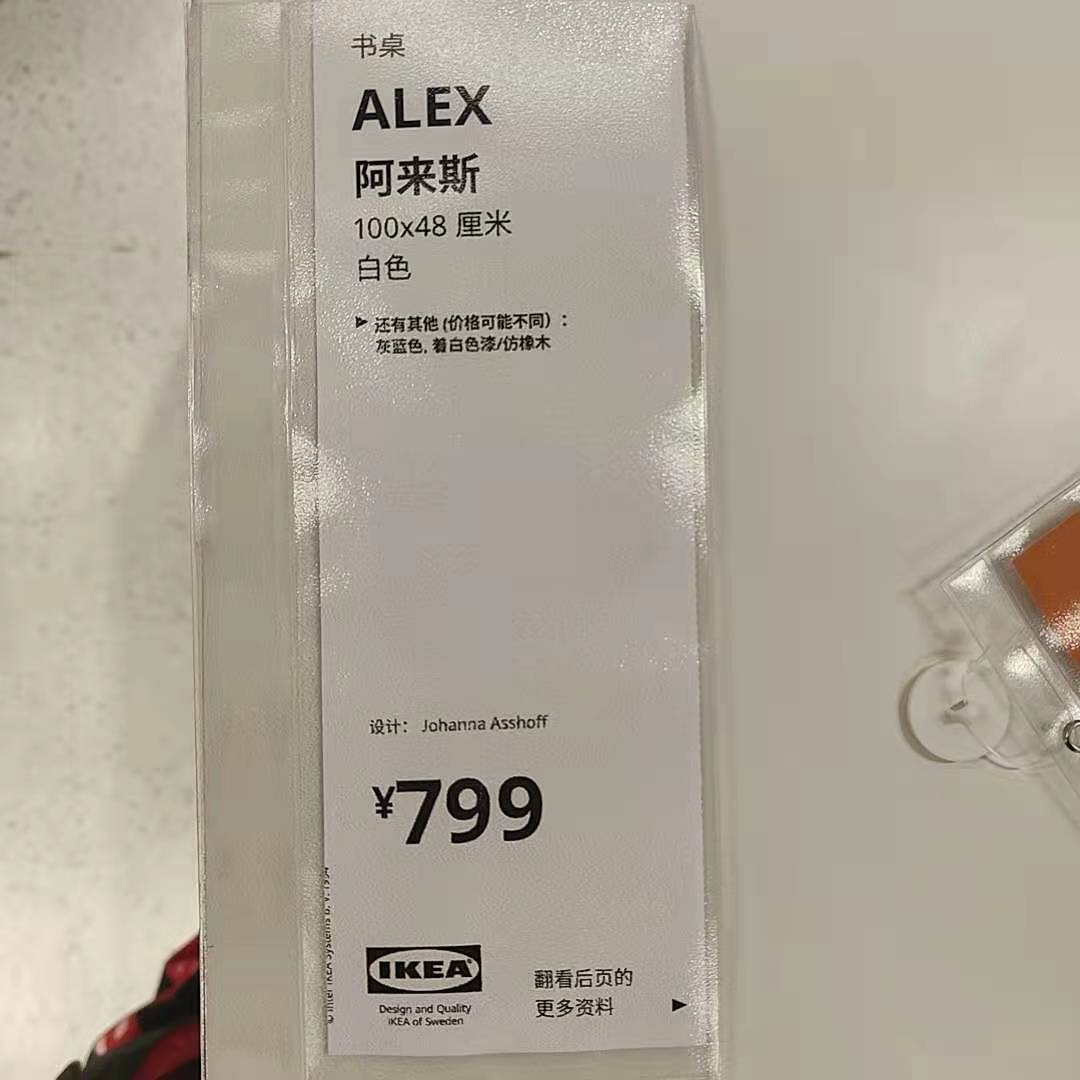 书桌
ALEX
阿来斯
100x48 厘米
白色
还有其他 (价格可能不同）：
灰蓝色, 着白色漆/仿橡木
设计： Johanna Asshoff
¥799
IKEA
Design and Quality
IKEA of Sweden
翻看后页的
更多资料